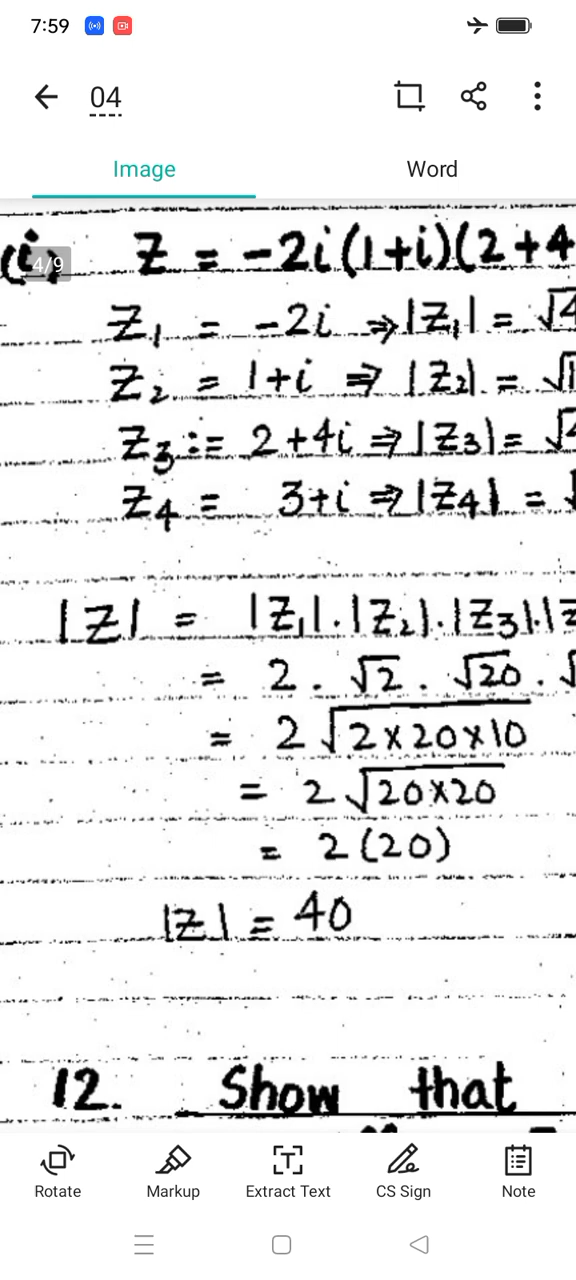 7:59
04
Image Word
(i) Z = -2i(1+i)(2+4
4/9
Z₁ = -2i ⇒ |Z₁| = √4
Z₂ = 1+i ⇒ |Z₂| = √1
Z₃ := 2+4i ⇒ |Z₃| = √4
Z₄ = 3+i ⇒ |Z₄| = √
|Z| = |Z₁|.|Z₂|.|Z₃|.|Z
= 2 . √2 . √20 . √
= 2 √2×20×10
= 2 √20×20
= 2(20)
|Z| = 40
12. Show that
Rotate Markup Extract Text CS Sign Note